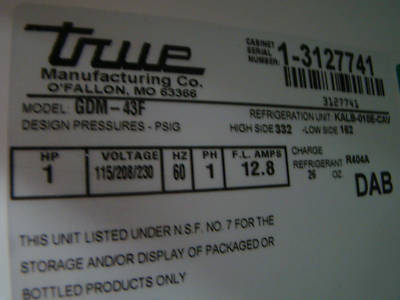 true
Manufacturing Co.
O'FALLON, MO 63366
CABINET SERIAL NUMBER: 1-3127741
3127741
MODEL: GDM-43F
REFRIGERATION UNIT: KALB-010E-CAV
DESIGN PRESSURES - PSIG HIGH SIDE 332 -LOW SIDE 162
HP VOLTAGE HZ PH F.L. AMPS
1 115/208/230 60 1 12.8
CHARGE
REFRIGERANT R404A
26 OZ
DAB
THIS UNIT LISTED UNDER N.S.F. NO. 7 FOR THE
STORAGE AND/OR DISPLAY OF PACKAGED OR
BOTTLED PRODUCTS ONLY